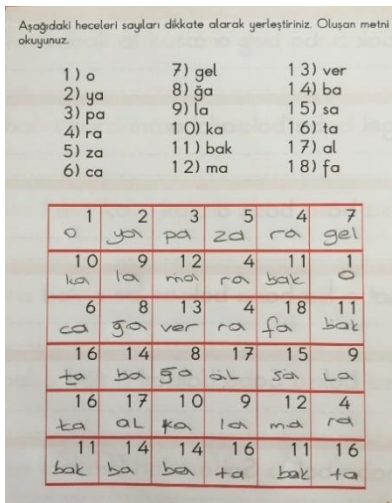 Aşağıdaki heceleri sayıları dikkate alarak yerleştiriniz. Oluşan metni
okuyunuz.
1) o 7) gel 13) ver
2) ya 8) ğa 14) ba
3) pa 9) la 15) sa
4) ra 10) ka 16) ta
5) za 11) bak 17) al
6) ca 12) ma 18) fa
1 2 3 5 4 7
o ya pa za ra gel
10 9 12 4 11 1
ka la ma ra bak o
6 8 13 4 18 11
ca ğa ver ra fa bak
16 14 8 17 15 9
ta ba ğa al sa la
16 17 10 9 12 4
ta al ka la ma ra
11 14 14 16 11 16
bak ba ba ta bak ta